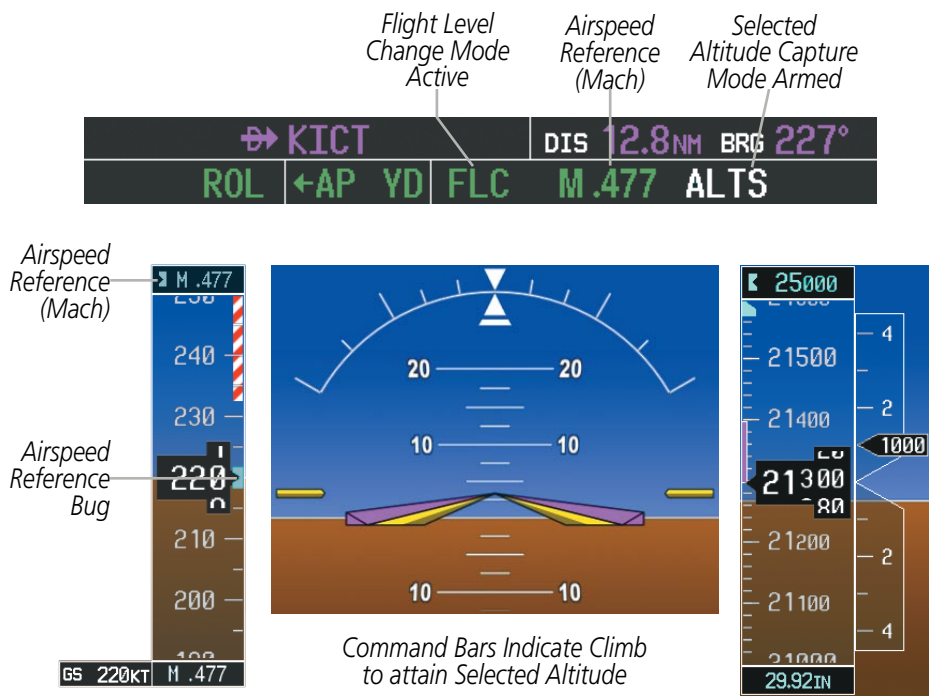 Flight Level
Change Mode
Active
Airspeed
Reference
(Mach)
Selected
Altitude Capture
Mode Armed
KICT DIS 12.8NM BRG 227°
ROL ←AP YD FLC M .477 ALTS
Airspeed
Reference
(Mach)
M .477
240
230
220
210
200
Airspeed
Reference
Bug
GS 220KT M .477
20 20
10 10
10 10
Command Bars Indicate Climb
to attain Selected Altitude
25000
21500
21400
21300
80
21200
21100
21000
4
2
1000
2
4
29.92IN